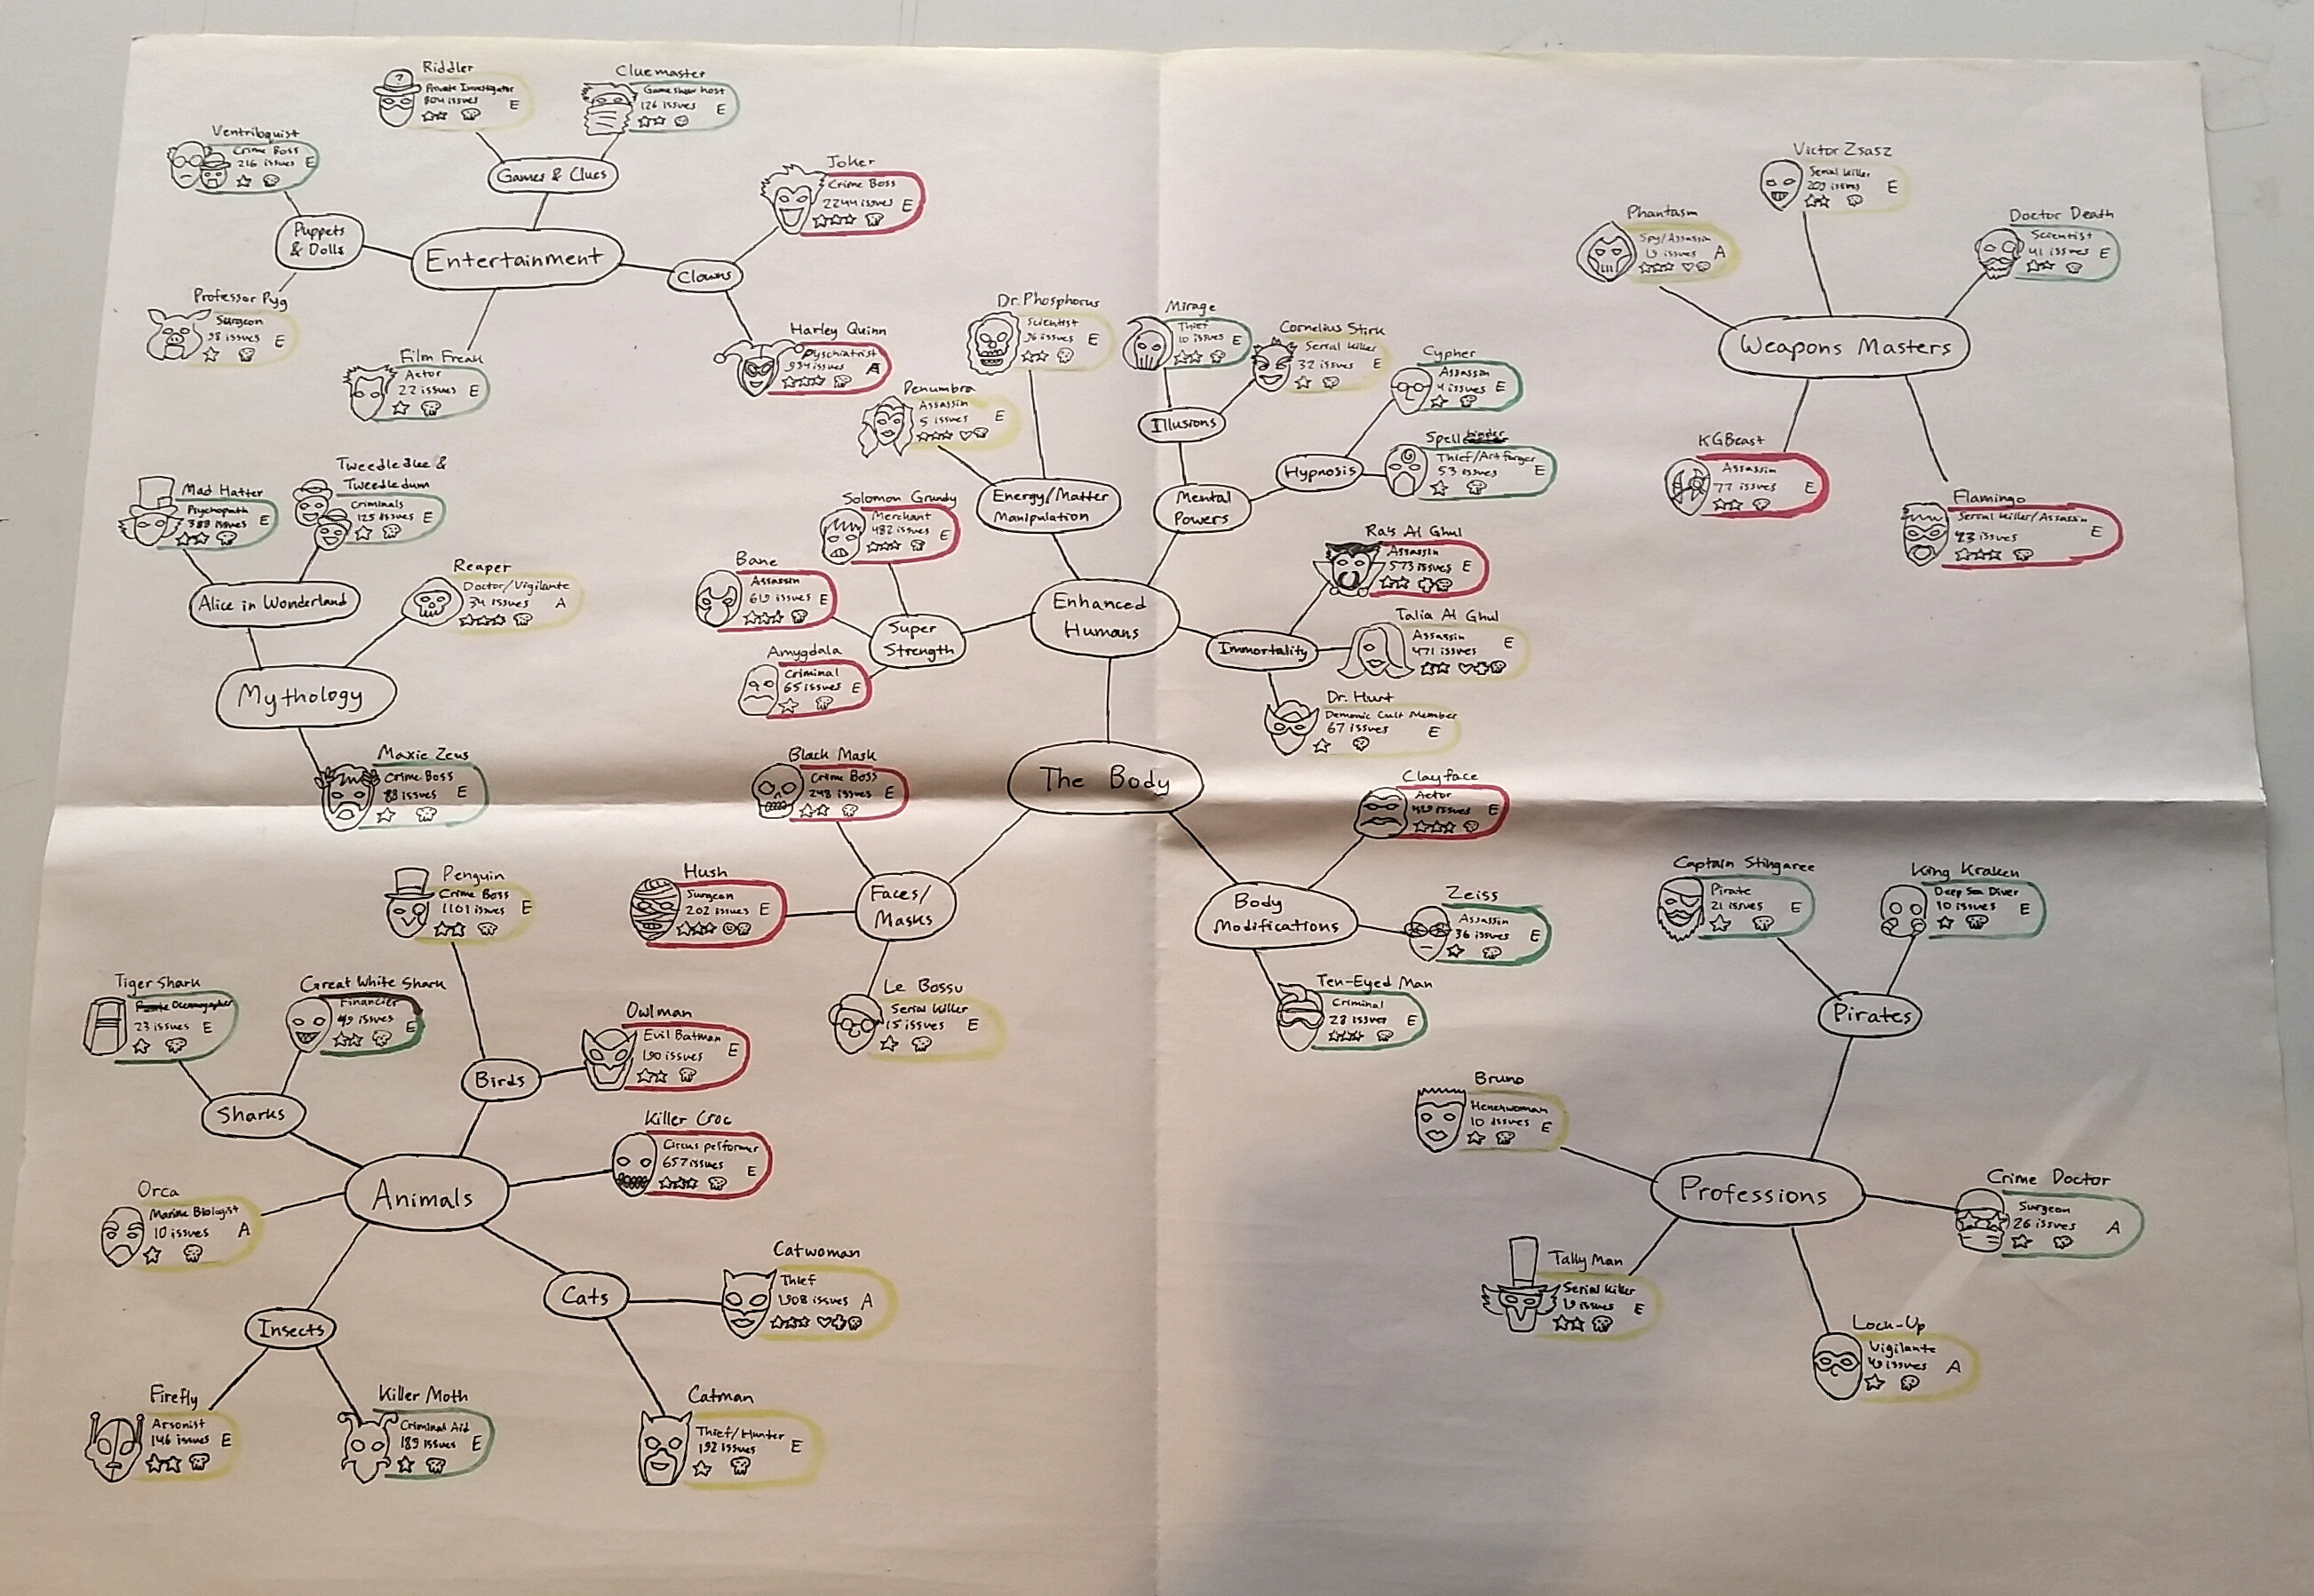 Riddler
Private Investigator
304 issues E
Cluemaster
Game show host
126 issues E
Games & Clues
Ventriloquist
Crime Boss
216 issues E
Puppets
& Dolls
Professor Pyg
Surgeon
98 issues E
Entertainment
Film Freak
Actor
22 issues E
Clowns
Joker
Crime Boss
2244 issues E
Harley Quinn
Pyschiatrist
934 issues A
Mad Hatter
Psychopath
388 issues E
Tweedledee &
Tweedledum
Criminals
125 issues E
Alice in Wonderland
Reaper
Doctor/Vigilante
34 issues A
Mythology
Maxie Zeus
Crime Boss
88 issues E
Dr. Phosphorus
Scientist
96 issues E
Penumbra
Assassin
5 issues E
Energy/Matter
Manipulation
Mirage
Thief
10 issues E
Cornelius Stirk
Serial killer
32 issues E
Illusions
Cypher
Assassin
4 issues E
Spellbinder
Thief/Art forger
53 issues E
Hypnosis
Mental
Powers
Solomon Grundy
Merchant
482 issues E
Bane
Assassin
619 issues E
Amygdala
Criminal
65 issues E
Super
Strength
Enhanced
Humans
Immortality
Ra's Al Ghul
Assassin
573 issues E
Talia Al Ghul
Assassin
471 issues E
Dr. Hurt
Demonic Cult Member
67 issues E
The Body
Black Mask
Crime Boss
248 issues E
Hush
Surgeon
202 issues E
Faces/
Masks
Le Bossu
Serial Killer
15 issues E
Body
Modifications
Clayface
Actor
429 issues E
Zeiss
Assassin
36 issues E
Ten-Eyed Man
Criminal
28 issues E
Victor Zsasz
Serial killer
209 issues E
Phantasm
Spy/Assassin
19 issues A
Doctor Death
Scientist
41 issues E
Weapons Masters
KGBeast
Assassin
77 issues E
Flamingo
Serial Killer/Assassin
43 issues E
Penguin
Crime Boss
1101 issues E
Tiger Shark
Oceanographer
23 issues E
Great White Shark
Financier
49 issues E
Sharks
Birds
Owlman
Evil Batman
190 issues E
Killer Croc
Circus performer
657 issues E
Orca
Marine Biologist
10 issues A
Animals
Insects
Firefly
Arsonist
146 issues E
Killer Moth
Criminal Aid
189 issues E
Cats
Catwoman
Thief
1908 issues A
Catman
Thief/Hunter
192 issues E
Captain Stingaree
Pirate
21 issues E
King Kraken
Deep Sea Diver
10 issues E
Pirates
Bruno
Henchwoman
10 issues E
Professions
Crime Doctor
Surgeon
26 issues A
Tally Man
Serial Killer
19 issues E
Lock-Up
Vigilante
49 issues A